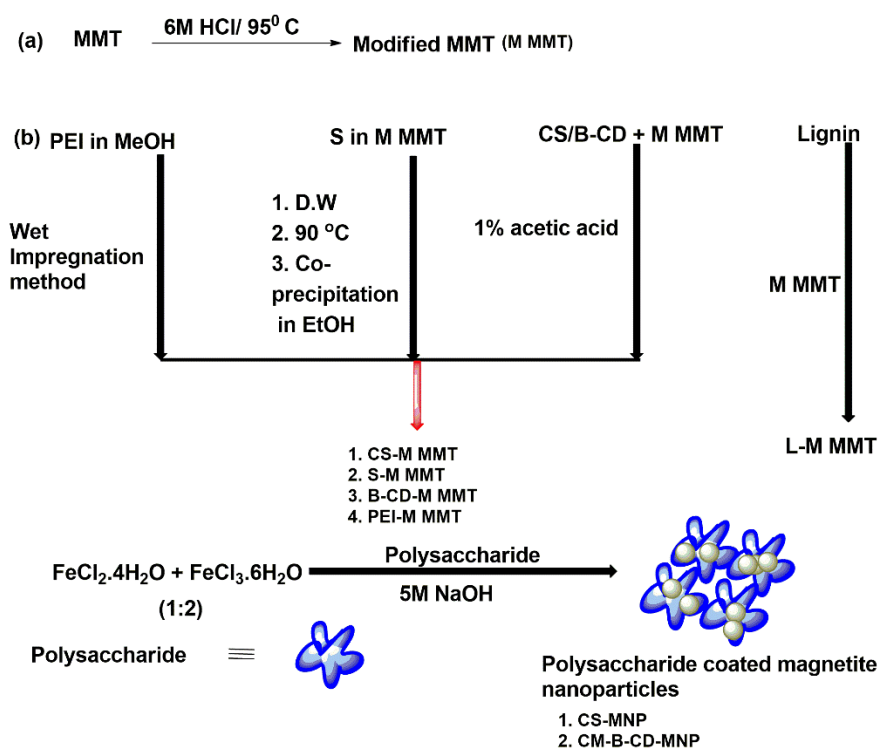 (a) MMT 6M HCl/ 95⁰ C Modified MMT (M MMT)
(b) PEI in MeOH
S in M MMT
CS/B-CD + M MMT
Lignin
Wet
Impregnation
method
1. D.W
2. 90 ºC
3. Co-
precipitation
in EtOH
1% acetic acid
M MMT
L-M MMT
1. CS-M MMT
2. S-M MMT
3. B-CD-M MMT
4. PEI-M MMT
FeCl₂.4H₂O + FeCl₃.6H₂O
(1:2)
Polysaccharide
5M NaOH
Polysaccharide ≡
Polysaccharide coated magnetite
nanoparticles
1. CS-MNP
2. CM-B-CD-MNP